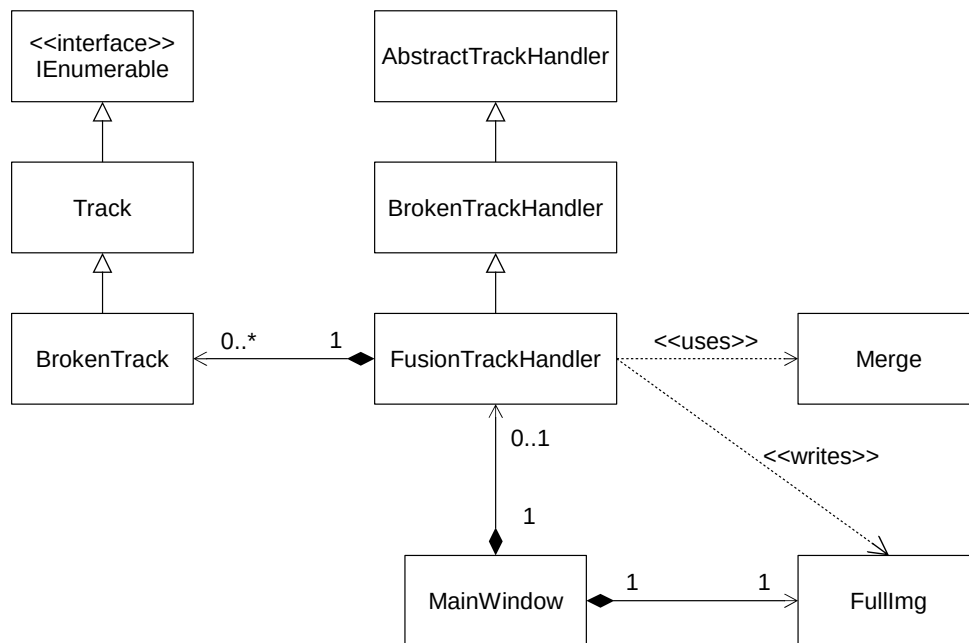 <<interface>>
IEnumerable
AbstractTrackHandler
Track
BrokenTrackHandler
BrokenTrack
0..*
1
FusionTrackHandler
<<uses>>
Merge
0..1
<<writes>>
1
MainWindow
1
1
FullImg